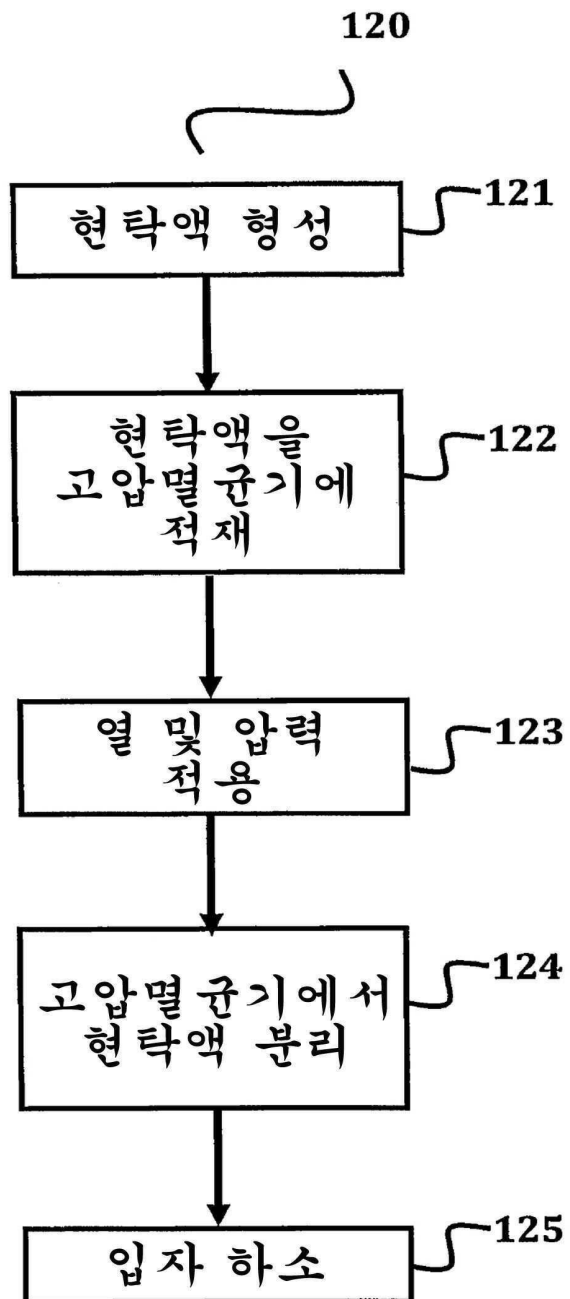 120
현탁액 형성
121
현탁액을
고압멸균기에
적재
122
열 및 압력
적용
123
고압멸균기에서
현탁액 분리
124
입자 하소
125